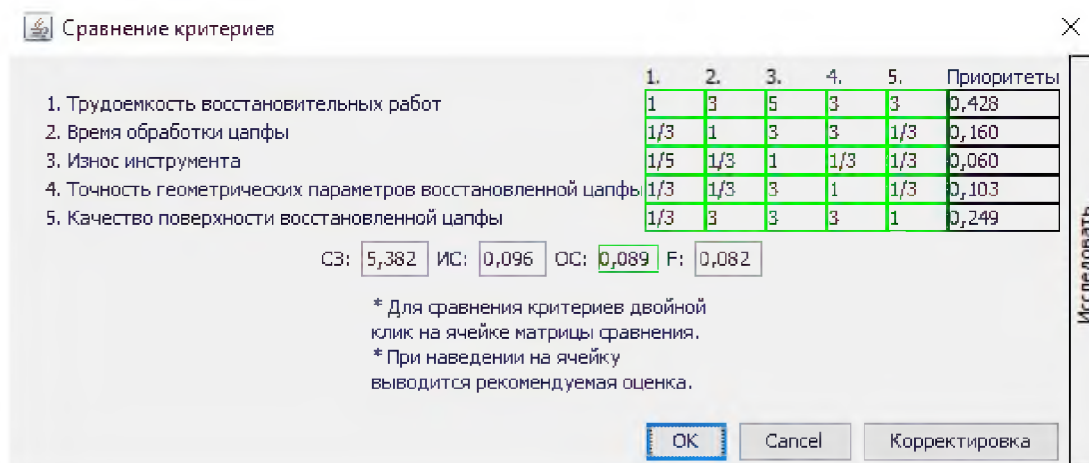 Сравнение критериев
1. 2. 3. 4. 5. Приоритеты
1. Трудоемкость восстановительных работ 1 3 5 3 3 0,428
2. Время обработки цапфы 1/3 1 3 3 1/3 0,160
3. Износ инструмента 1/5 1/3 1 1/3 1/3 0,060
4. Точность геометрических параметров восстановленной цапфы 1/3 1/3 3 1 1/3 0,103
5. Качество поверхности восстановленной цапфы 1/3 3 3 3 1 0,249
СЗ: 5,382 ИС: 0,096 ОС: 0,089 F: 0,082
* Для сравнения критериев двойной
клик на ячейке матрицы сравнения.
* При наведении на ячейку
выводится рекомендуемая оценка.
OK Cancel Корректировка
Исследовать